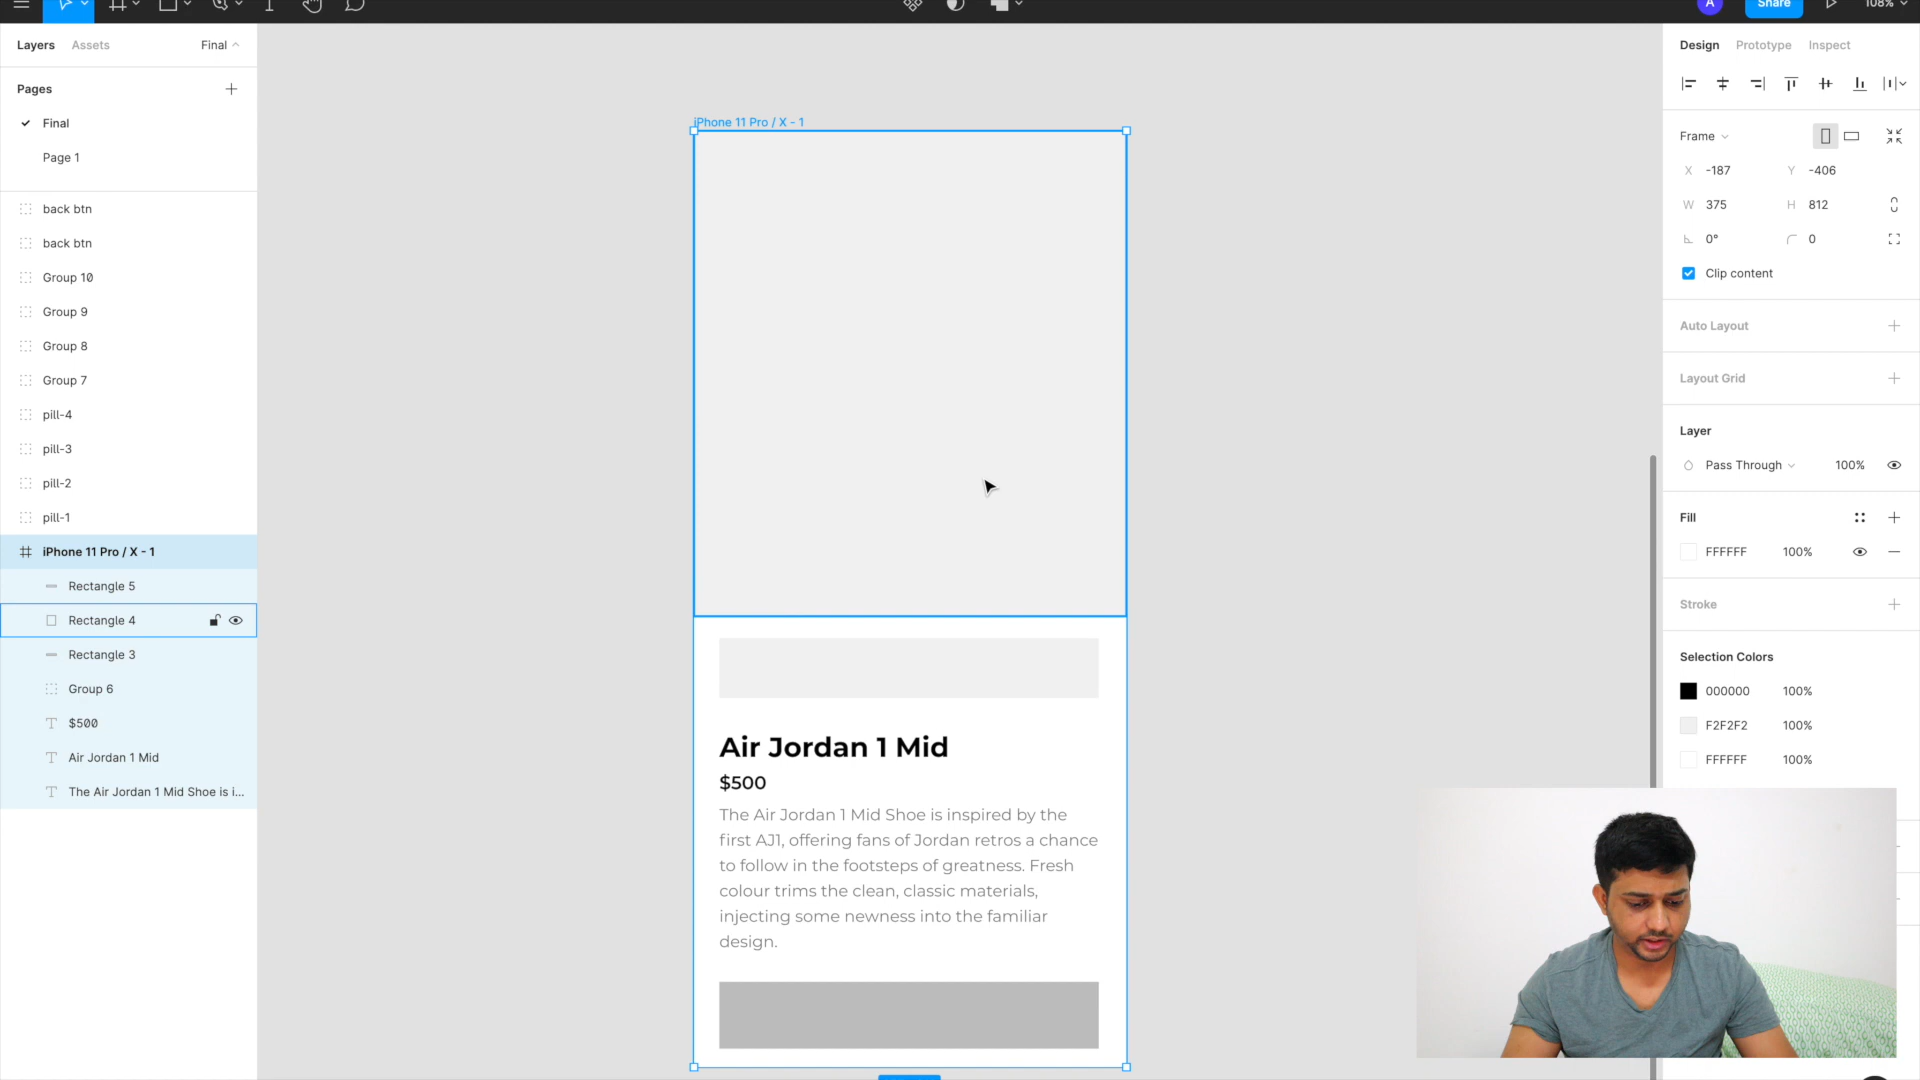 A
Share
108%
Layers
Assets
Final
Pages
Final
Page 1
back btn
back btn
Group 10
Group 9
Group 8
Group 7
pill-4
pill-3
pill-2
pill-1
iPhone 11 Pro / X - 1
Rectangle 5
Rectangle 4
Rectangle 3
Group 6
$500
Air Jordan 1 Mid
The Air Jordan 1 Mid Shoe is i...
iPhone 11 Pro / X - 1
Air Jordan 1 Mid
$500
The Air Jordan 1 Mid Shoe is inspired by the
first AJ1, offering fans of Jordan retros a chance
to follow in the footsteps of greatness. Fresh
colour trims the clean, classic materials,
injecting some newness into the familiar
design.
Design
Prototype
Inspect
Frame
X -187 Y -406
W 375 H 812
0° 0
Clip content
Auto Layout
Layout Grid
Layer
Pass Through 100%
Fill
FFFFFF 100%
Stroke
Selection Colors
000000 100%
F2F2F2 100%
FFFFFF 100%